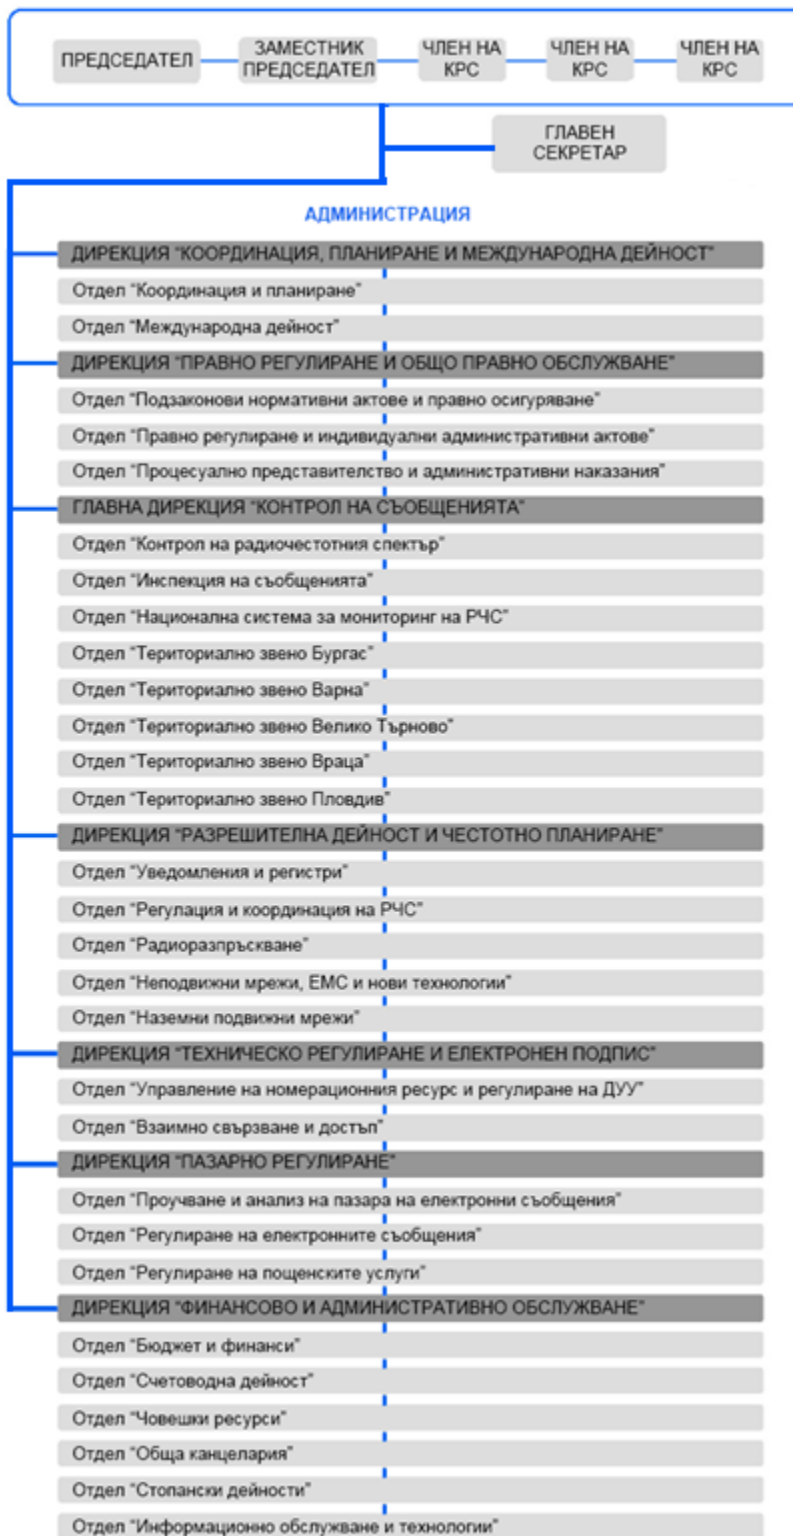 ПРЕДСЕДАТЕЛ
ЗАМЕСТНИК
ПРЕДСЕДАТЕЛ
ЧЛЕН НА
КРС
ЧЛЕН НА
КРС
ЧЛЕН НА
КРС
ГЛАВЕН
СЕКРЕТАР
АДМИНИСТРАЦИЯ
ДИРЕКЦИЯ "КООРДИНАЦИЯ, ПЛАНИРАНЕ И МЕЖДУНАРОДНА ДЕЙНОСТ"
Отдел "Координация и планиране"
Отдел "Международна дейност"
ДИРЕКЦИЯ "ПРАВНО РЕГУЛИРАНЕ И ОБЩО ПРАВНО ОБСЛУЖВАНЕ"
Отдел "Подзаконови нормативни актове и правно осигуряване"
Отдел "Правно регулиране и индивидуални административни актове"
Отдел "Процесуално представителство и административни наказания"
ГЛАВНА ДИРЕКЦИЯ "КОНТРОЛ НА СЪОБЩЕНИЯТА"
Отдел "Контрол на радиочестотния спектър"
Отдел "Инспекция на съобщенията"
Отдел "Национална система за мониторинг на РЧС"
Отдел "Териториално звено Бургас"
Отдел "Териториално звено Варна"
Отдел "Териториално звено Велико Търново"
Отдел "Териториално звено Враца"
Отдел "Териториално звено Пловдив"
ДИРЕКЦИЯ "РАЗРЕШИТЕЛНА ДЕЙНОСТ И ЧЕСТОТНО ПЛАНИРАНЕ"
Отдел "Уведомления и регистри"
Отдел "Регулация и координация на РЧС"
Отдел "Радиоразпръскване"
Отдел "Неподвижни мрежи, ЕМС и нови технологии"
Отдел "Наземни подвижни мрежи"
ДИРЕКЦИЯ "ТЕХНИЧЕСКО РЕГУЛИРАНЕ И ЕЛЕКТРОНЕН ПОДПИС"
Отдел "Управление на номерационния ресурс и регулиране на ДУУ"
Отдел "Взаимно свързване и достъп"
ДИРЕКЦИЯ "ПАЗАРНО РЕГУЛИРАНЕ"
Отдел "Проучване и анализ на пазара на електронни съобщения"
Отдел "Регулиране на електронните съобщения"
Отдел "Регулиране на пощенските услуги"
ДИРЕКЦИЯ "ФИНАНСОВО И АДМИНИСТРАТИВНО ОБСЛУЖВАНЕ"
Отдел "Бюджет и финанси"
Отдел "Счетоводна дейност"
Отдел "Човешки ресурси"
Отдел "Обща канцелария"
Отдел "Стопански дейности"
Отдел "Информационно обслужване и технологии"